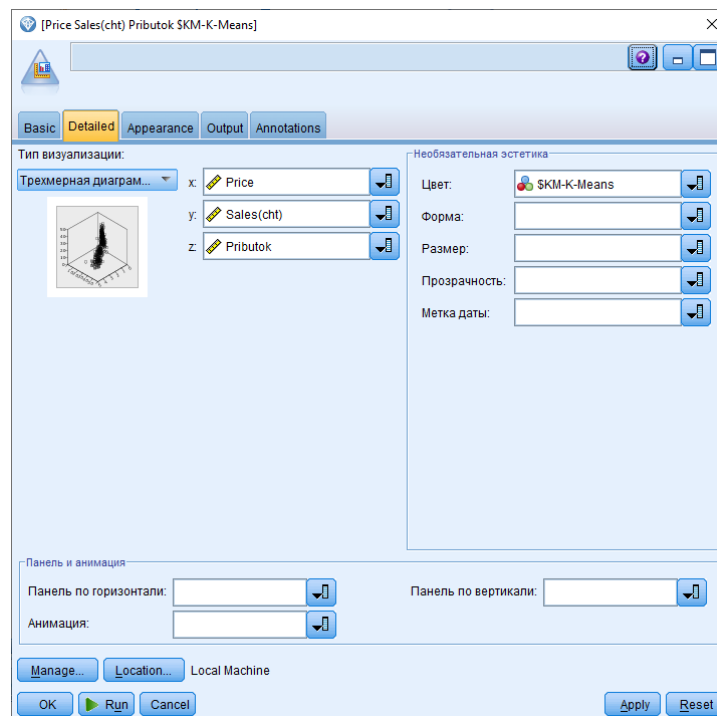 [Price Sales(cht) Pributok $KM-K-Means]
Basic Detailed Appearance Output Annotations
Тип визуализации:
Трехмерная диаграм...
x: Price
y: Sales(cht)
z: Pributok
Необязательная эстетика
Цвет: $KM-K-Means
Форма:
Размер:
Прозрачность:
Метка даты:
Панель и анимация
Панель по горизонтали: Панель по вертикали:
Анимация:
Manage... Location... Local Machine
OK Run Cancel Apply Reset